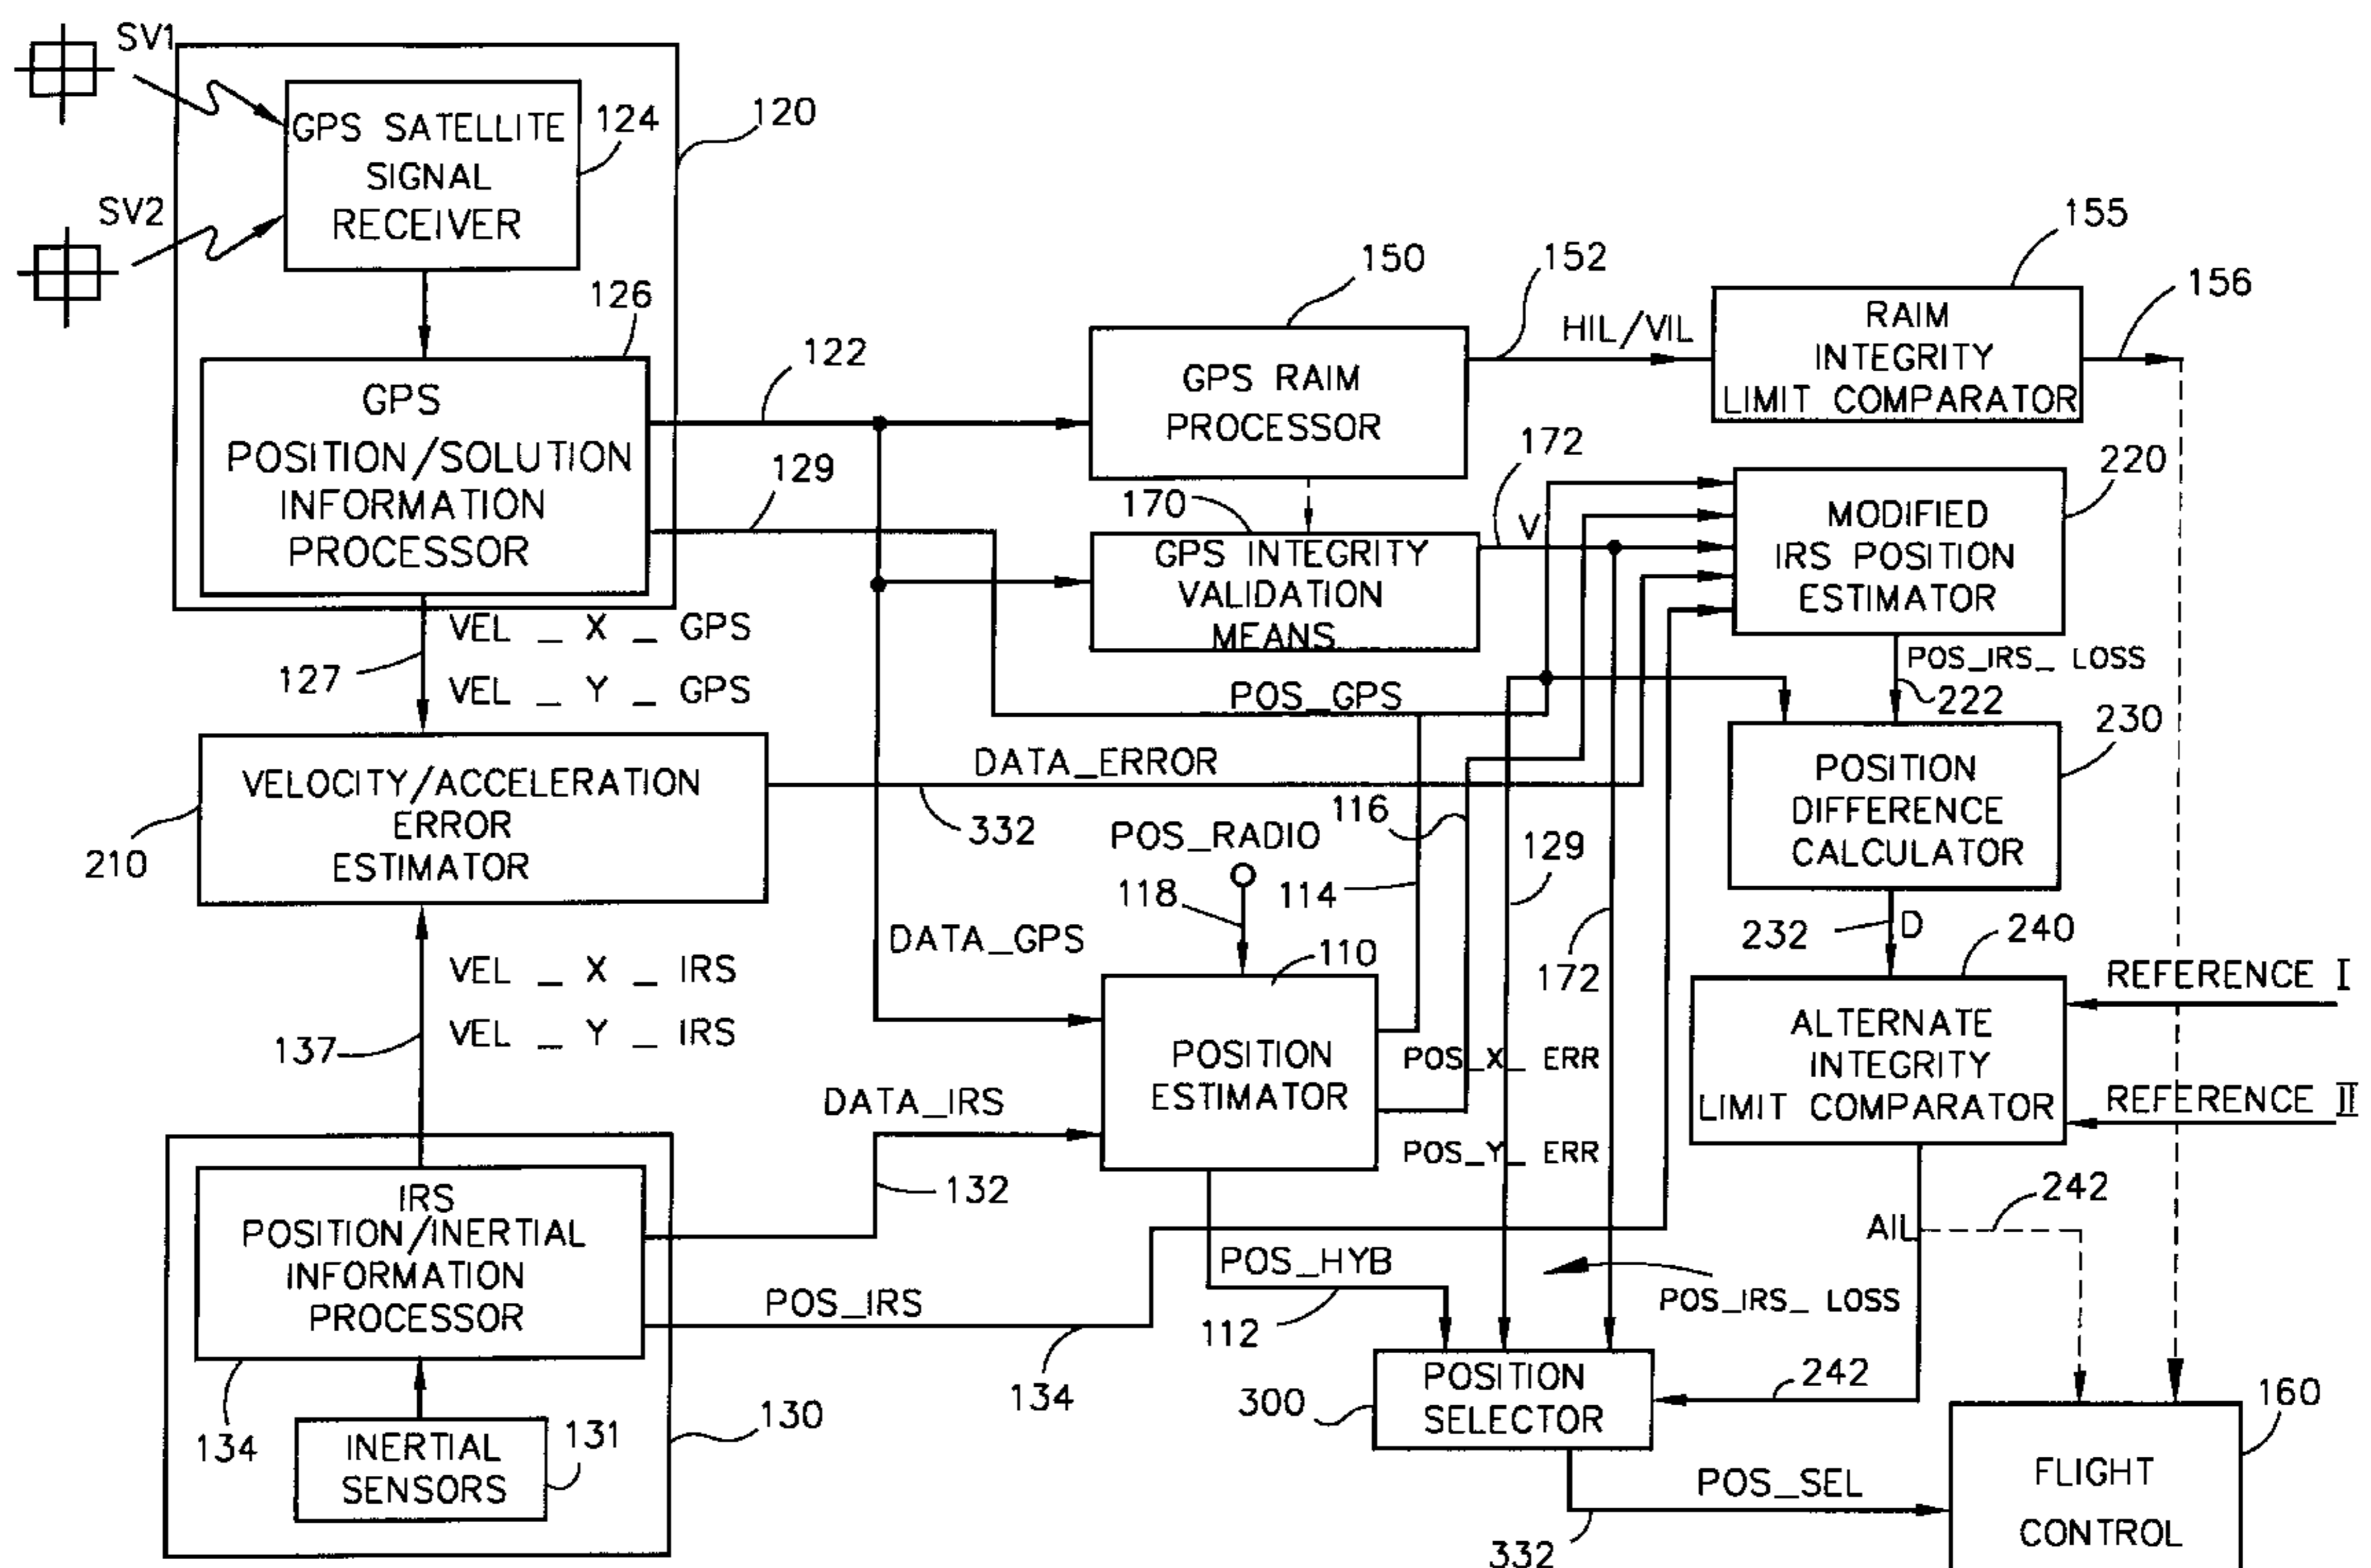 SV1
GPS SATELLITE
SIGNAL
RECEIVER
124
120
SV2
126
GPS
POSITION/SOLUTION
INFORMATION
PROCESSOR
122
129
150
GPS RAIM
PROCESSOR
152
HIL/VIL
155
RAIM
INTEGRITY
LIMIT COMPARATOR
156
170
GPS INTEGRITY
VALIDATION
MEANS
172
V
220
MODIFIED
IRS POSITION
ESTIMATOR
127
VEL _ X _ GPS
VEL _ Y _ GPS
POS_GPS
POS_IRS_ LOSS
222
230
VELOCITY/ACCELERATION
ERROR
ESTIMATOR
210
DATA_ERROR
332
POSITION
DIFFERENCE
CALCULATOR
116
POS_RADIO
118
114
129
172
DATA_GPS
232
D
240
REFERENCE I
110
POSITION
ESTIMATOR
ALTERNATE
INTEGRITY
LIMIT COMPARATOR
REFERENCE II
137
VEL _ X _ IRS
VEL _ Y _ IRS
POS_X_ ERR
POS_Y_ ERR
DATA_IRS
132
IRS
POSITION/INERTIAL
INFORMATION
PROCESSOR
134
INERTIAL
SENSORS
131
130
POS_IRS
134
POS_HYB
112
POS_IRS_ LOSS
AIL
242
300
POSITION
SELECTOR
242
POS_SEL
332
160
FLIGHT
CONTROL